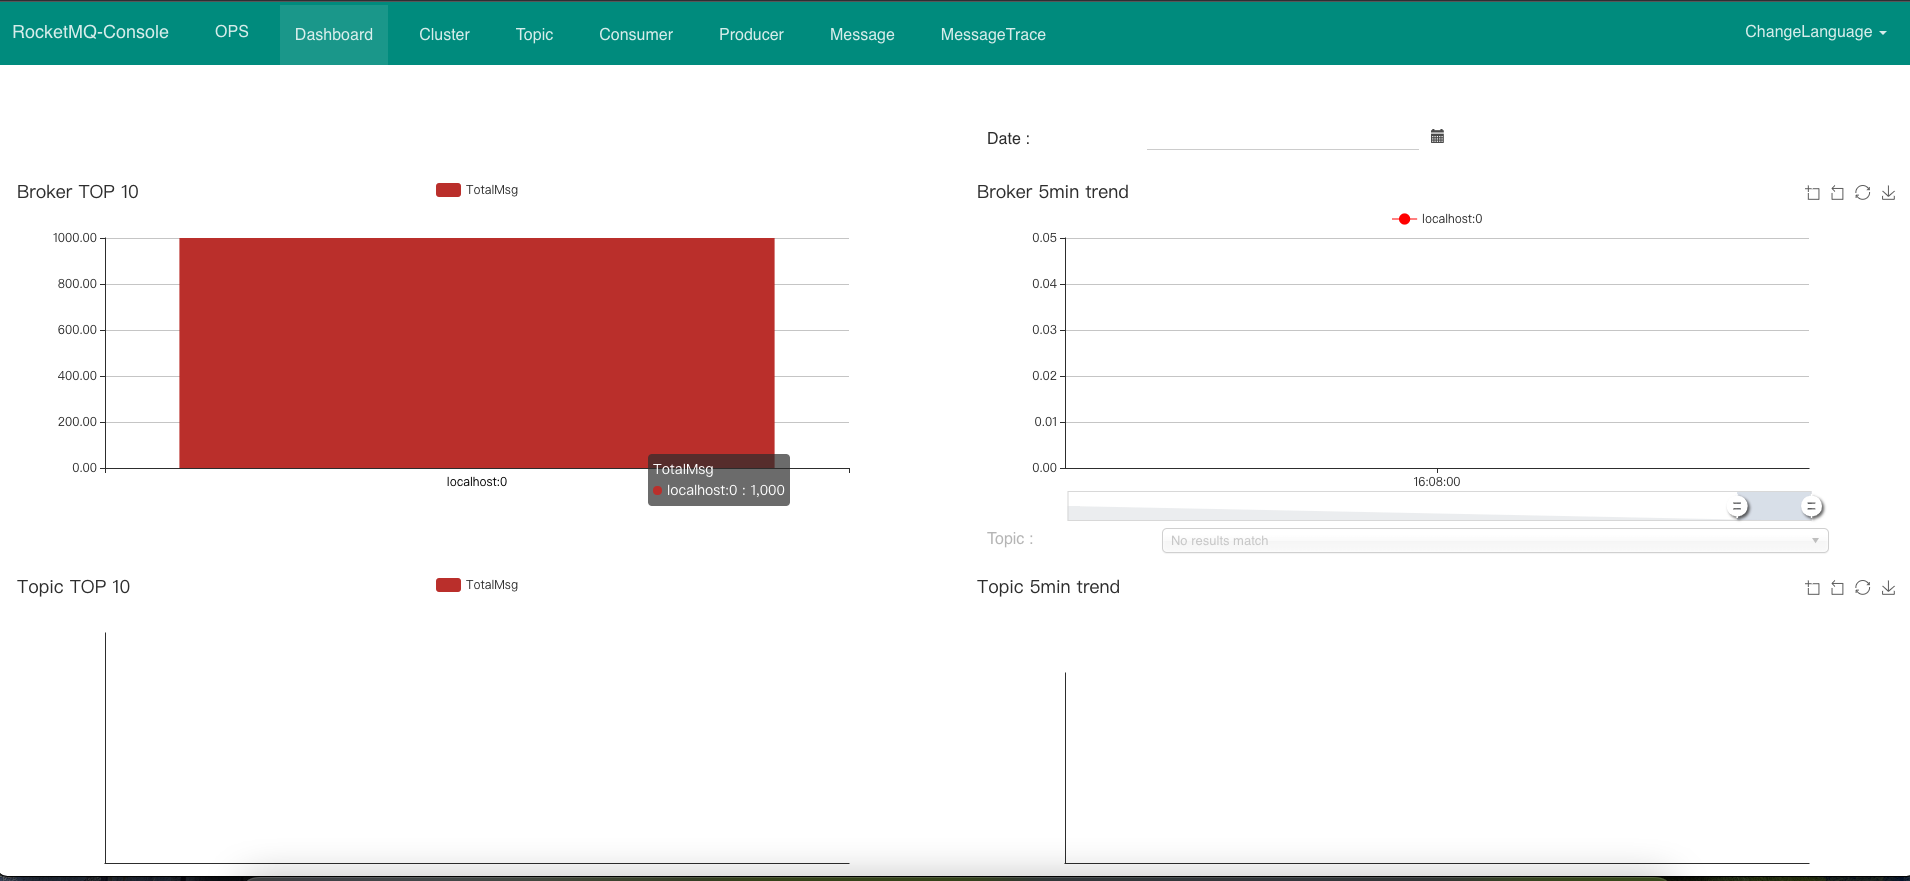 RocketMQ-Console OPS Dashboard Cluster Topic Consumer Producer Message MessageTrace ChangeLanguage
Date :
Broker TOP 10
TotalMsg
1000.00
800.00
600.00
400.00
200.00
0.00
localhost:0
TotalMsg
localhost:0 : 1,000
Broker 5min trend
localhost:0
0.05
0.04
0.03
0.02
0.01
0.00
16:08:00
Topic :
No results match
Topic TOP 10
TotalMsg
Topic 5min trend